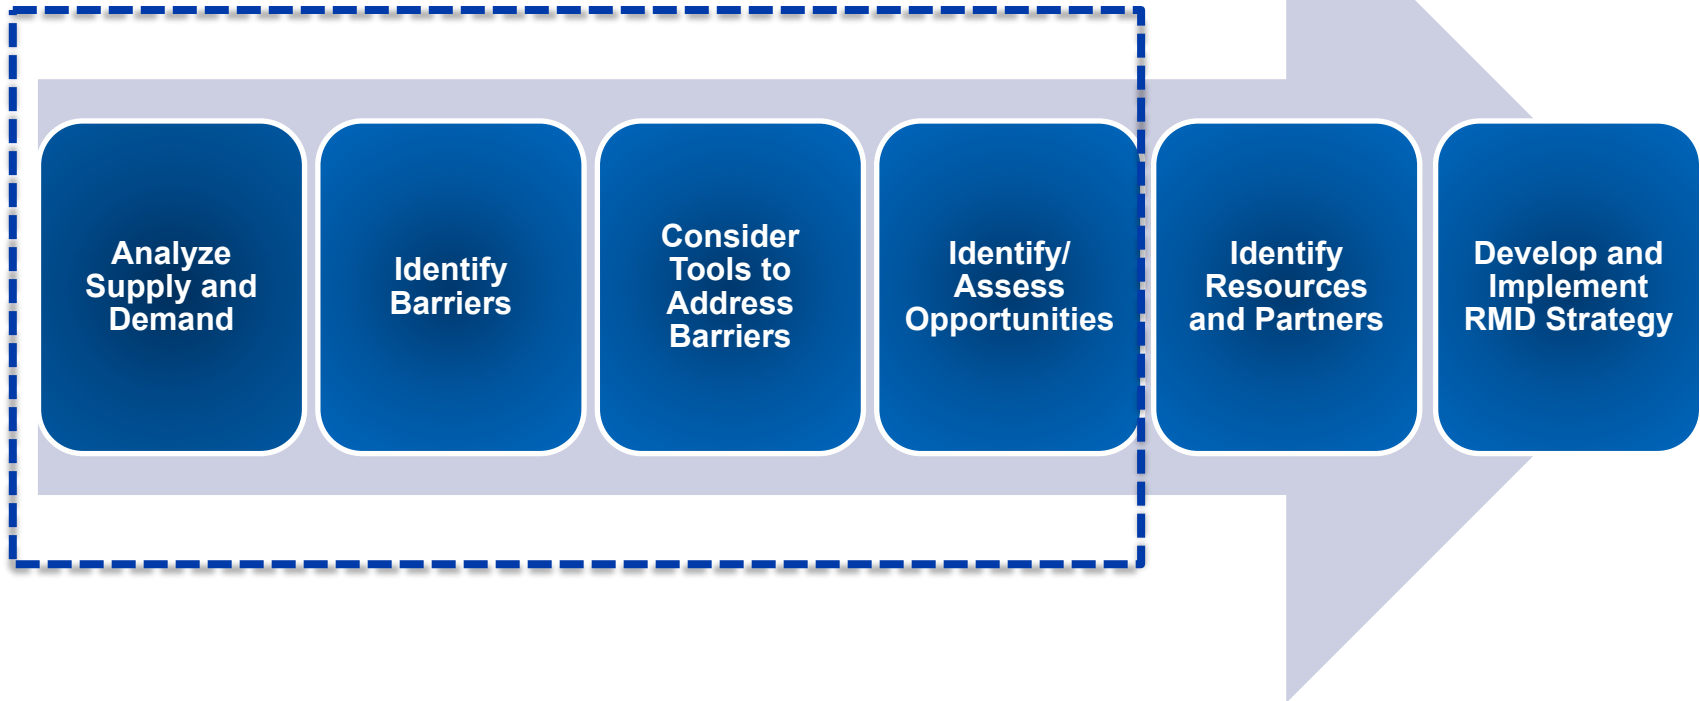 Analyze
Supply and
Demand
Identify
Barriers
Consider
Tools to
Address
Barriers
Identify/
Assess
Opportunities
Identify
Resources
and Partners
Develop and
Implement
RMD Strategy